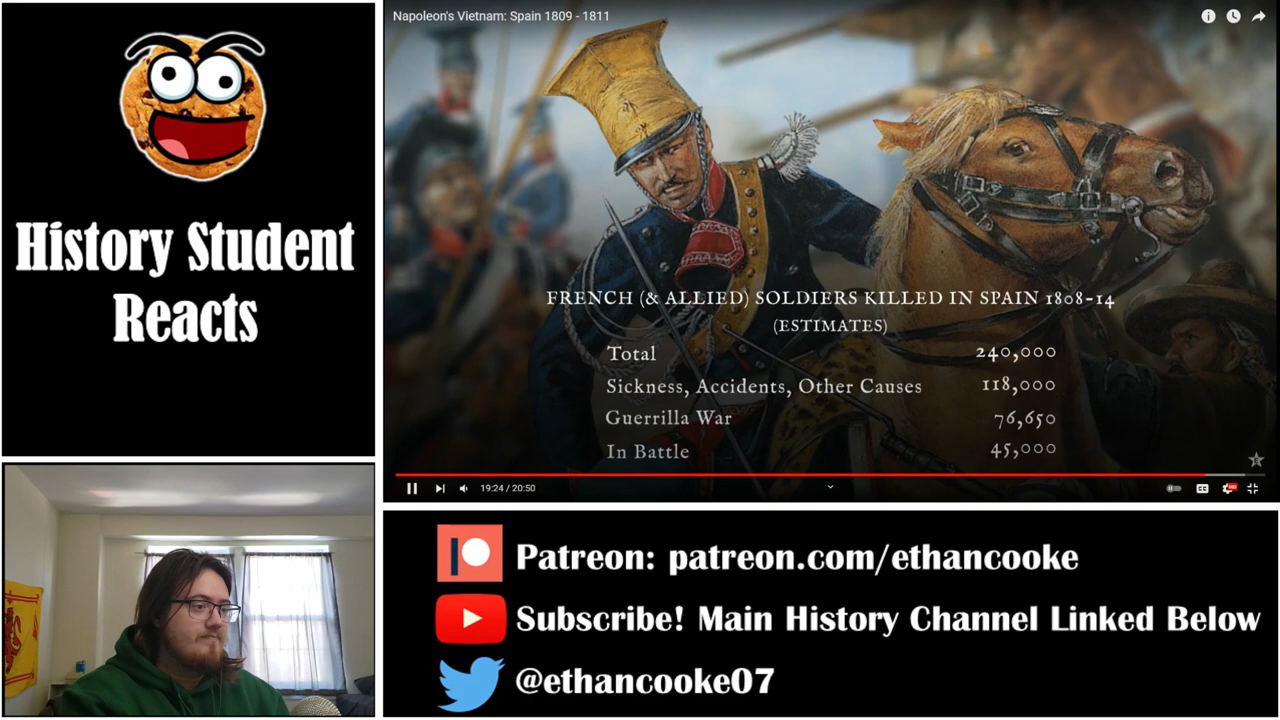 History Student
Reacts
Napoleon's Vietnam: Spain 1809 - 1811
FRENCH (& ALLIED) SOLDIERS KILLED IN SPAIN 1808-14
(ESTIMATES)
Total 240,000
Sickness, Accidents, Other Causes 118,000
Guerrilla War 76,650
In Battle 45,000
19:24 / 20:50
CC HD
Patreon: patreon.com/ethancooke
Subscribe! Main History Channel Linked Below
@ethancooke07